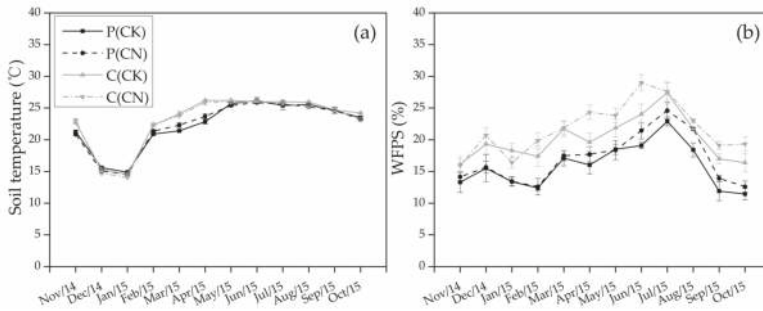 (a)
P(CK)
P(CN)
C(CK)
C(CN)
Soil temperature (℃)
40
35
30
25
20
15
10
5
0
Nov/14
Dec/14
Jan/15
Feb/15
Mar/15
Apr/15
May/15
Jun/15
Jul/15
Aug/15
Sep/15
Oct/15
(b)
WFPS (%)
40
35
30
25
20
15
10
5
0
Nov/14
Dec/14
Jan/15
Feb/15
Mar/15
Apr/15
May/15
Jun/15
Jul/15
Aug/15
Sep/15
Oct/15